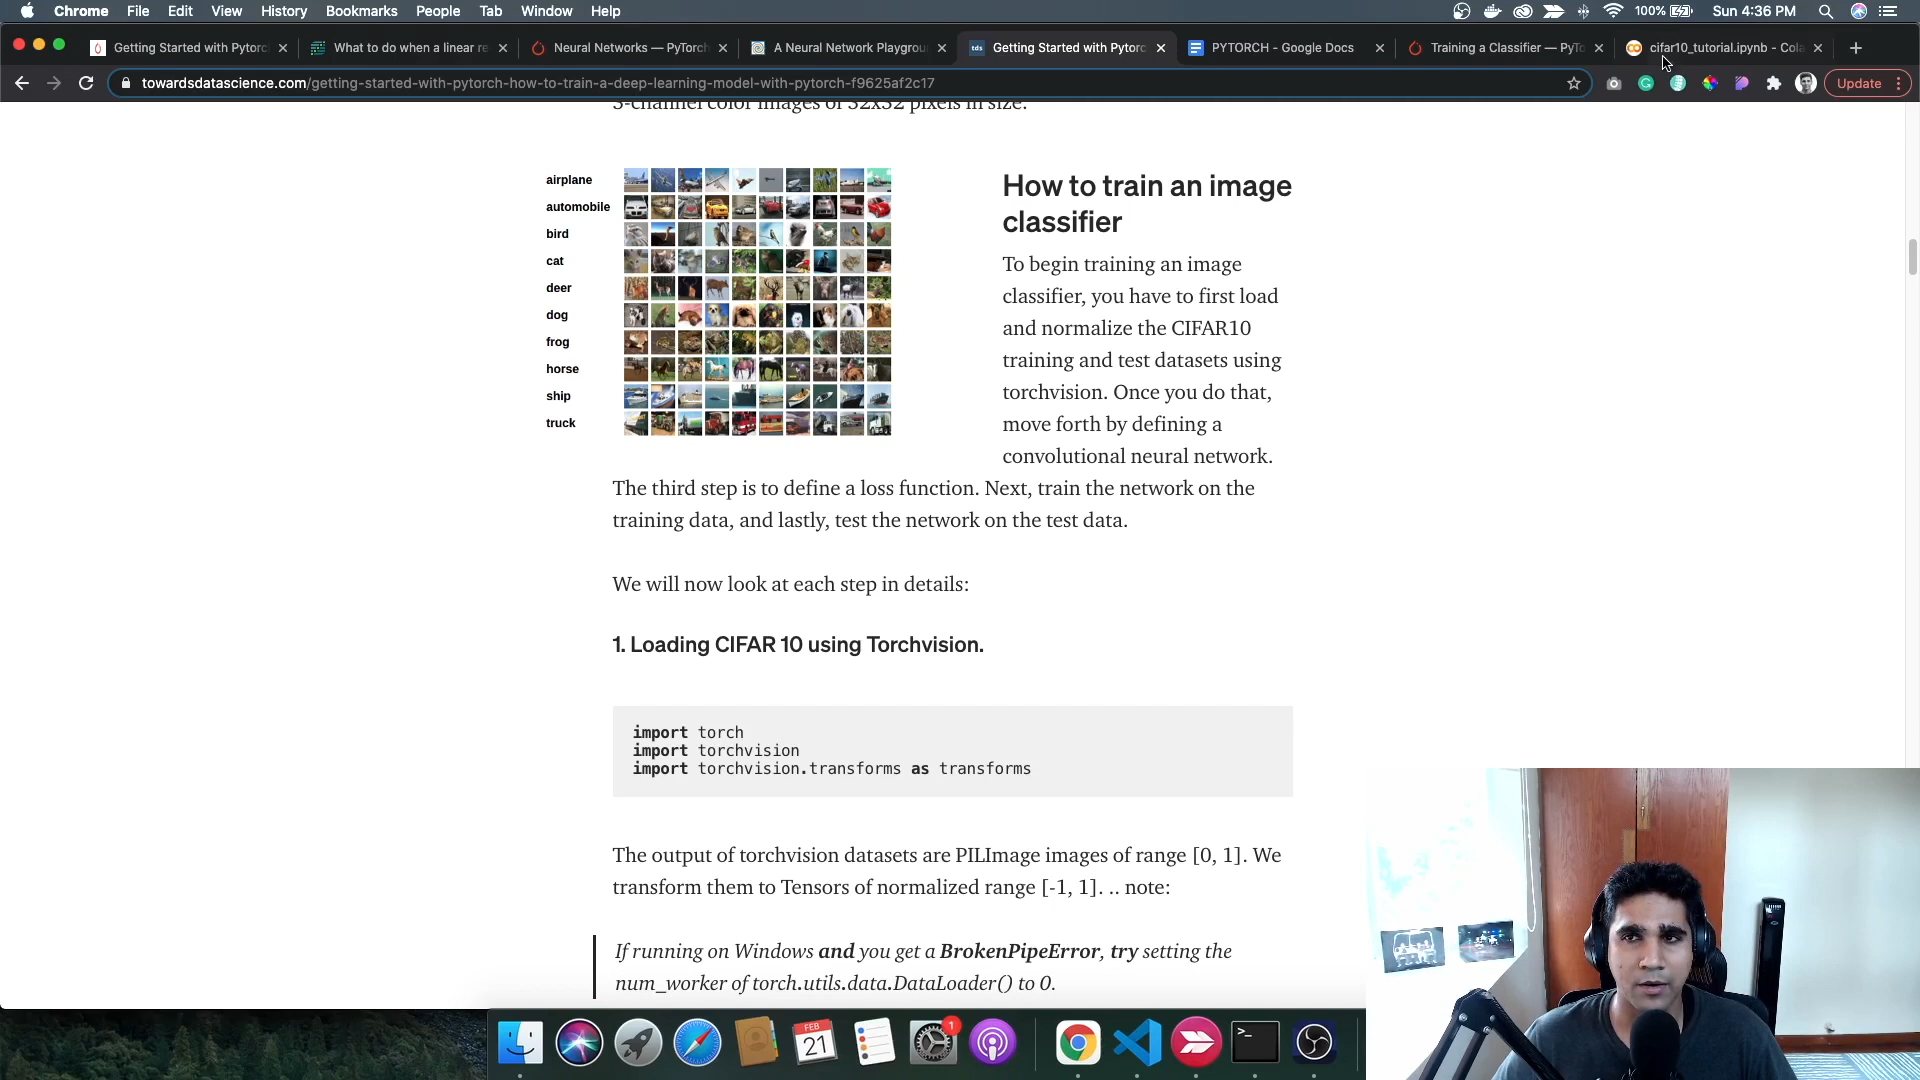 Chrome File Edit View History Bookmarks People Tab Window Help 100% Sun 4:36 PM
Getting Started with Pytorc What to do when a linear re Neural Networks — PyTorch A Neural Network Playgrou tds Getting Started with Pytorc PYTORCH - Google Docs Training a Classifier — PyTo cifar10_tutorial.ipynb - Cola
towardsdatascience.com/getting-started-with-pytorch-how-to-train-a-deep-learning-model-with-pytorch-f9625af2c17 Update
3-channel color images of 32x32 pixels in size.
airplane
automobile
bird
cat
deer
dog
frog
horse
ship
truck
How to train an image
classifier
To begin training an image
classifier, you have to first load
and normalize the CIFAR10
training and test datasets using
torchvision. Once you do that,
move forth by defining a
convolutional neural network.
The third step is to define a loss function. Next, train the network on the
training data, and lastly, test the network on the test data.
We will now look at each step in details:
1. Loading CIFAR 10 using Torchvision.
import torch
import torchvision
import torchvision.transforms as transforms
The output of torchvision datasets are PILImage images of range [0, 1]. We
transform them to Tensors of normalized range [-1, 1]. .. note:
If running on Windows and you get a BrokenPipeError, try setting the
num_worker of torch.utils.data.DataLoader() to 0.
FEB
21
1